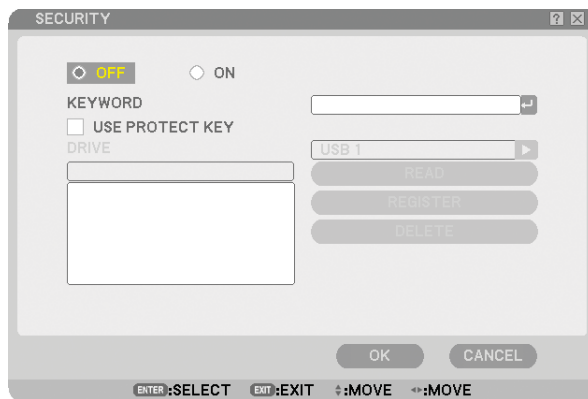 SECURITY
OFF ON
KEYWORD
USE PROTECT KEY
DRIVE USB 1
READ
REGISTER
DELETE
OK CANCEL
ENTER:SELECT EXIT:EXIT :MOVE :MOVE